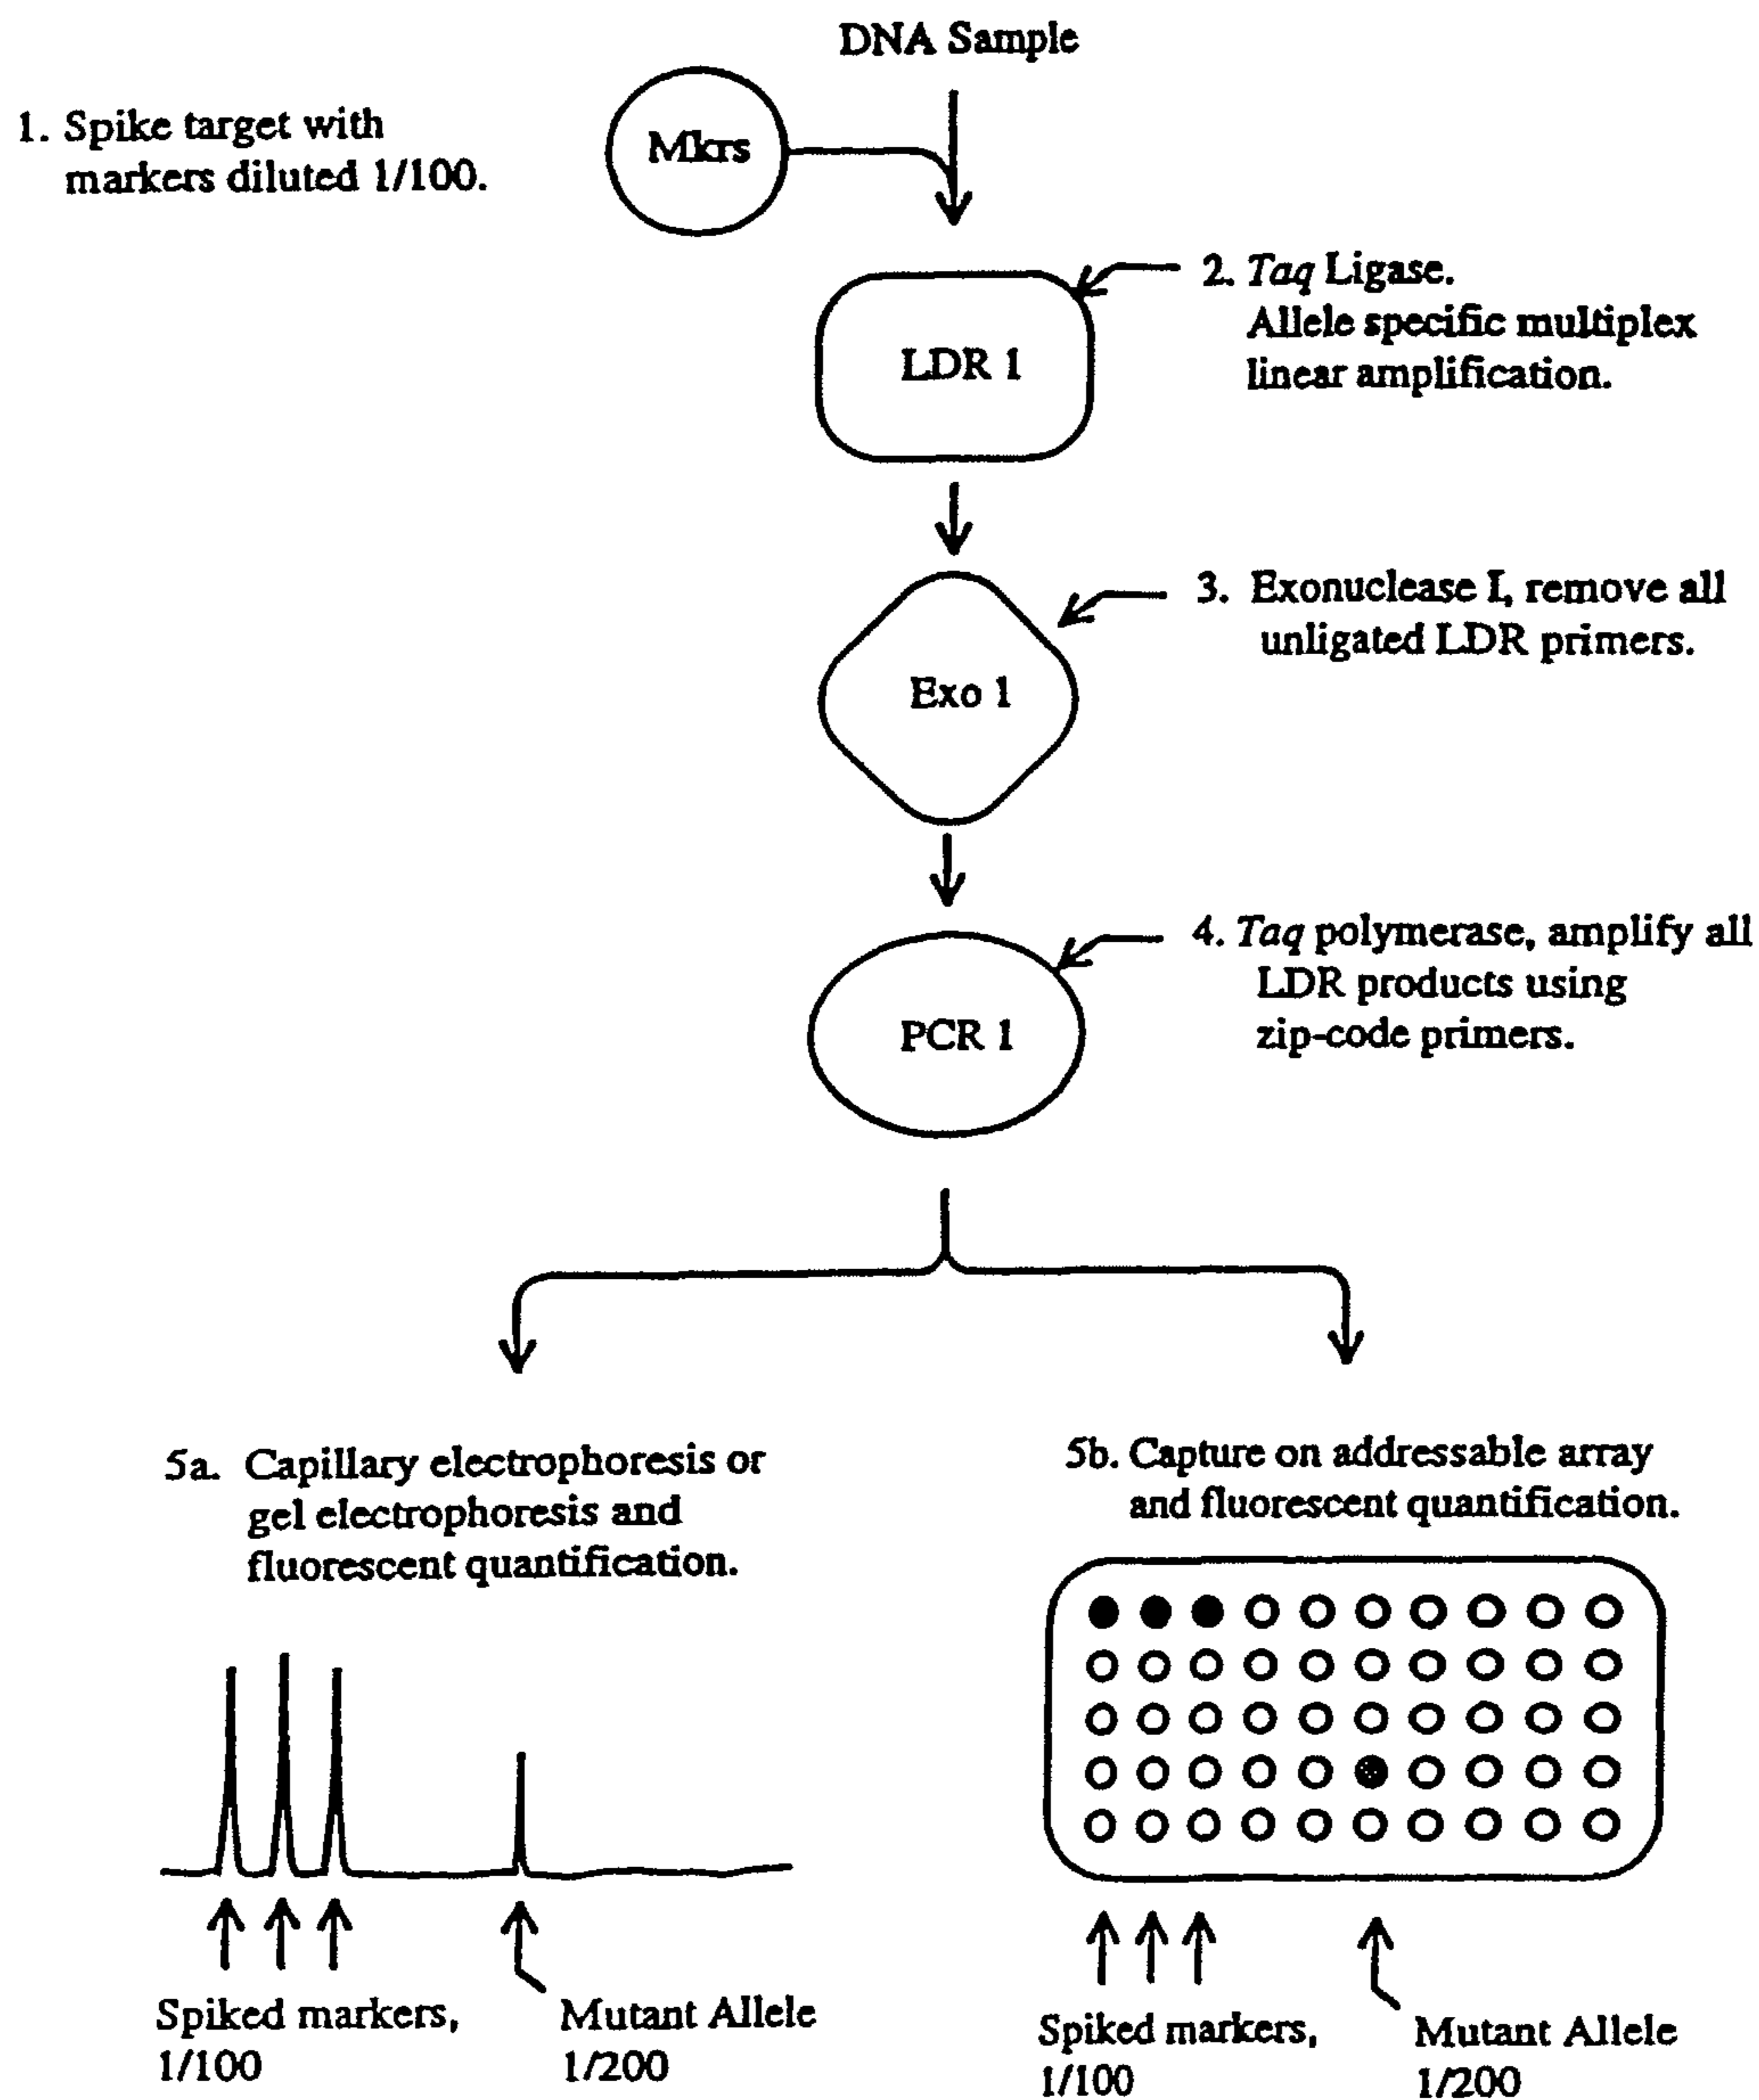 DNA Sample
1. Spike target with
markers diluted 1/100.
Mkrs
2. Taq Ligase.
Allele specific multiplex
linear amplification.
LDR 1
3. Exonuclease I, remove all
unligated LDR primers.
Exo 1
4. Taq polymerase, amplify all
LDR products using
zip-code primers.
PCR 1
5a. Capillary electrophoresis or
gel electrophoresis and
fluorescent quantification.
5b. Capture on addressable array
and fluorescent quantification.
Spiked markers,
1/100
Mutant Allele
1/200
Spiked markers,
1/100
Mutant Allele
1/200